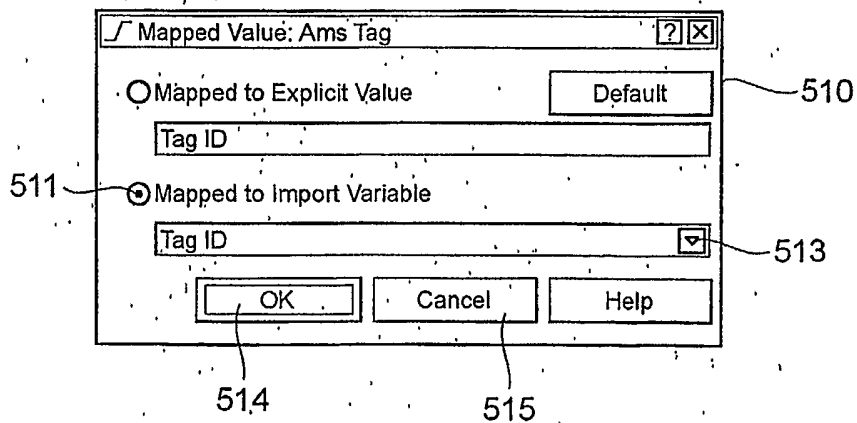 Mapped Value: Ams Tag ?
Mapped to Explicit Value Default 510
Tag ID
511 Mapped to Import Variable
Tag ID 513
OK Cancel Help
514 515